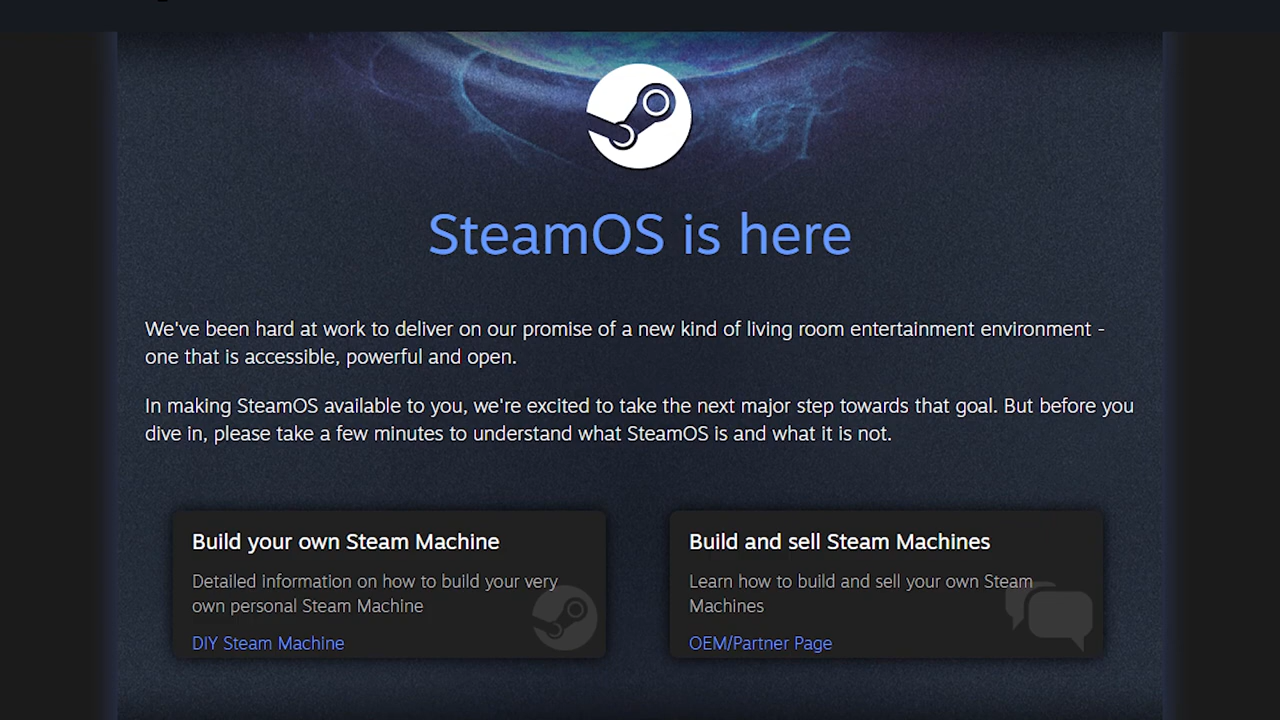 SteamOS is here
We've been hard at work to deliver on our promise of a new kind of living room entertainment environment -
one that is accessible, powerful and open.
In making SteamOS available to you, we're excited to take the next major step towards that goal. But before you
dive in, please take a few minutes to understand what SteamOS is and what it is not.
Build your own Steam Machine
Detailed information on how to build your very
own personal Steam Machine
DIY Steam Machine
Build and sell Steam Machines
Learn how to build and sell your own Steam
Machines
OEM/Partner Page